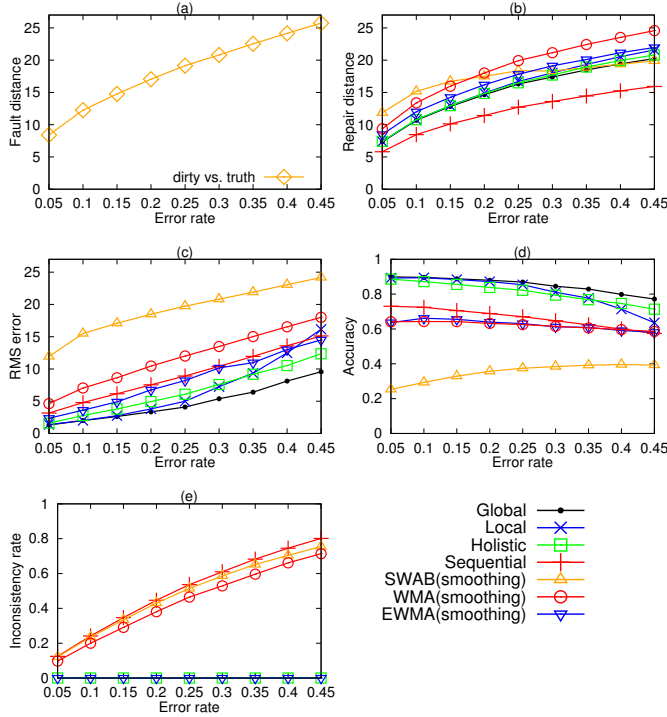 (a)
25
20
15
10
5
0
Fault distance
dirty vs. truth
0.05 0.1 0.15 0.2 0.25 0.3 0.35 0.4 0.45
Error rate
(b)
25
20
15
10
5
0
Repair distance
0.05 0.1 0.15 0.2 0.25 0.3 0.35 0.4 0.45
Error rate
(c)
25
20
15
10
5
0
RMS error
0.05 0.1 0.15 0.2 0.25 0.3 0.35 0.4 0.45
Error rate
(d)
1
0.8
0.6
0.4
0.2
0
Accuracy
0.05 0.1 0.15 0.2 0.25 0.3 0.35 0.4 0.45
Error rate
(e)
1
0.8
0.6
0.4
0.2
0
Inconsistency rate
0.05 0.1 0.15 0.2 0.25 0.3 0.35 0.4 0.45
Error rate
Global
Local
Holistic
Sequential
SWAB(smoothing)
WMA(smoothing)
EWMA(smoothing)